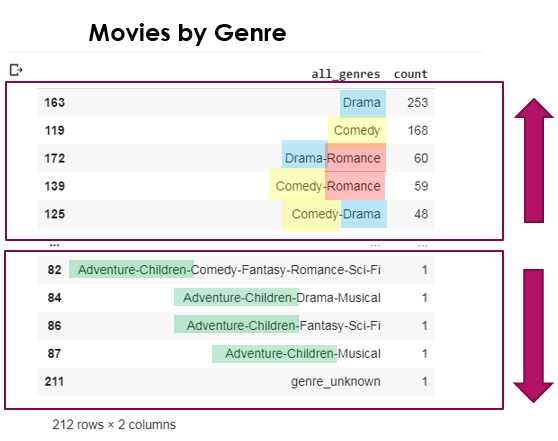 Movies by Genre
all_genres count
163 Drama 253
119 Comedy 168
172 Drama-Romance 60
139 Comedy-Romance 59
125 Comedy-Drama 48
... ... ...
82 Adventure-Children-Comedy-Fantasy-Romance-Sci-Fi 1
84 Adventure-Children-Drama-Musical 1
86 Adventure-Children-Fantasy-Sci-Fi 1
87 Adventure-Children-Musical 1
211 genre_unknown 1
212 rows × 2 columns